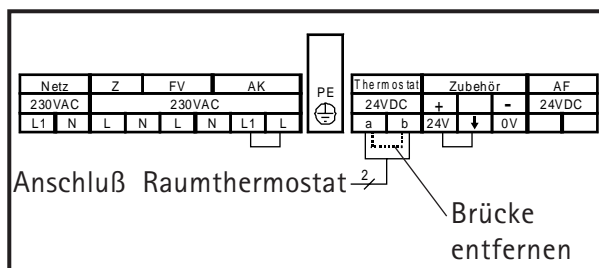 Netz Z FV AK PE Thermostat Zubehör AF
230VAC 230VAC 24VDC + - 24VDC
L1 N L N L N L1 L a b 24V ↓ 0V
Anschluß Raumthermostat 2
Brücke
entfernen